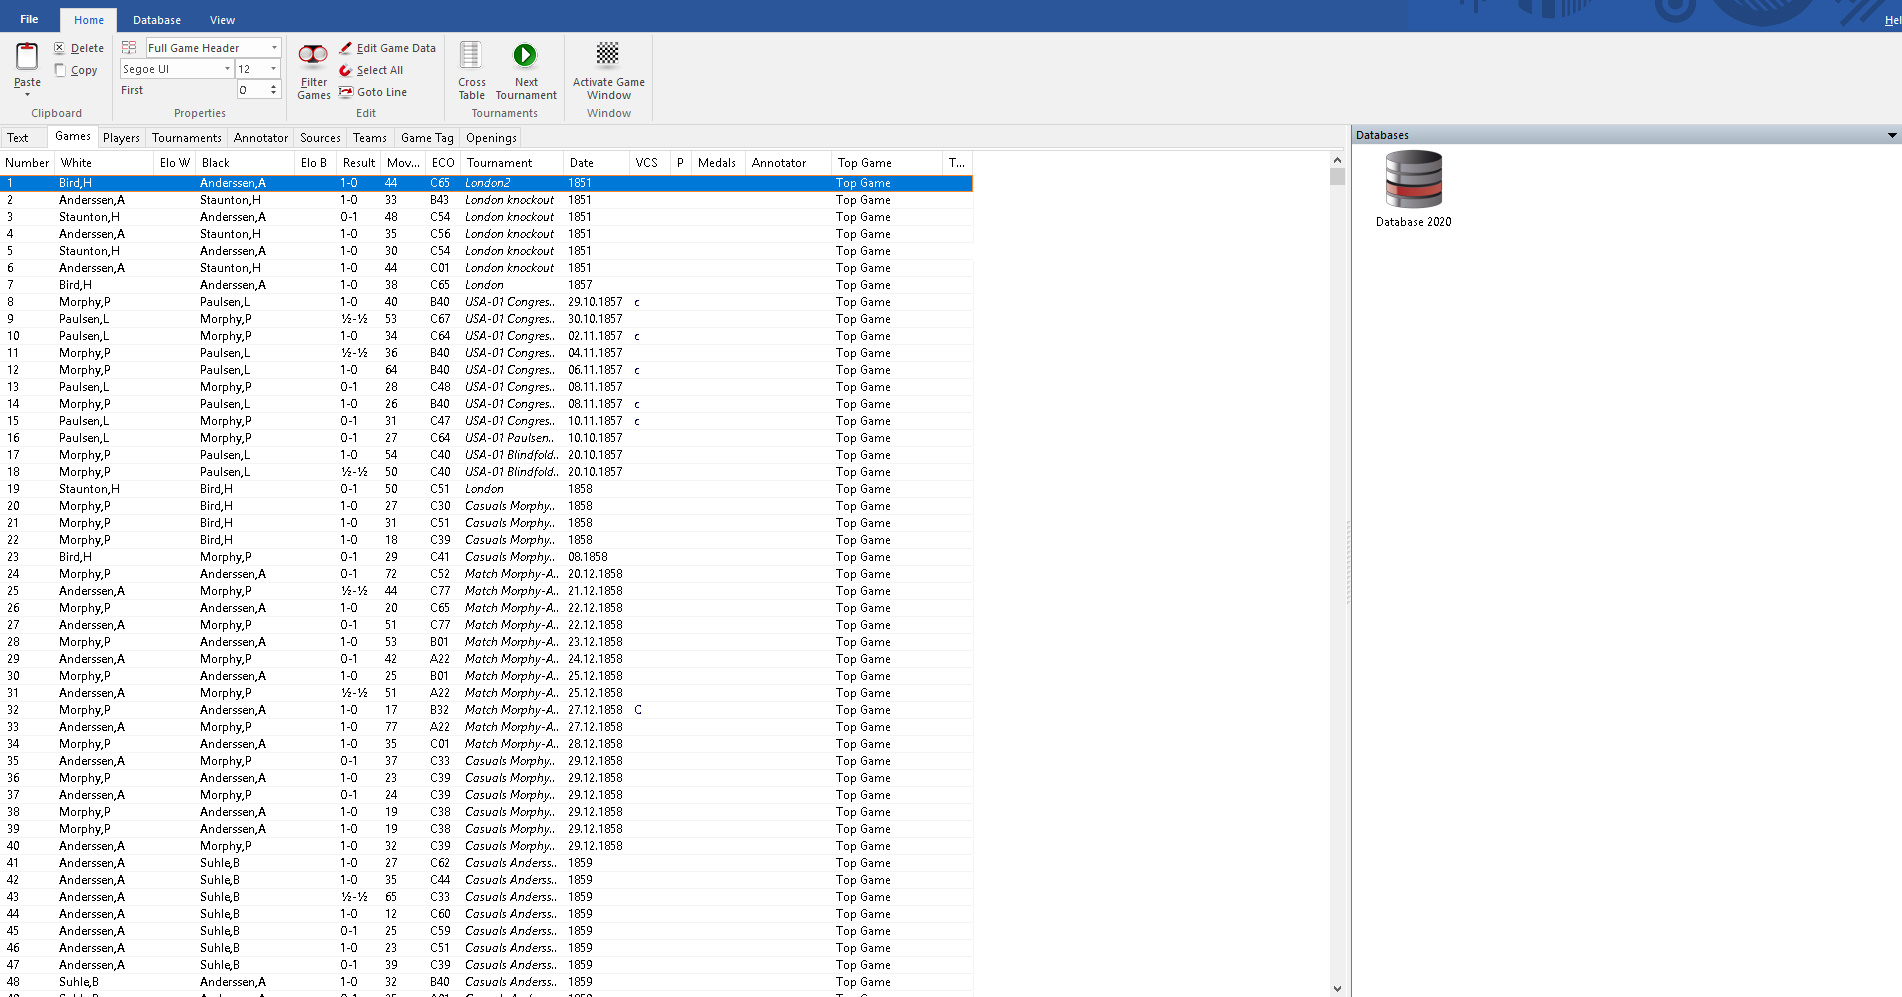 File Home Database View Hel
Paste
Delete
Copy
Clipboard
Full Game Header
Segoe UI 12
First 0
Properties
Filter Games
Edit Game Data
Select All
Goto Line
Edit
Cross Table
Next Tournament
Tournaments
Activate Game Window
Window
Text Games Players Tournaments Annotator Sources Teams Game Tag Openings
Databases
Database 2020
Number White Elo W Black Elo B Result Mov... ECO Tournament Date VCS P Medals Annotator Top Game T...
1 Bird,H Anderssen,A 1-0 44 C65 London2 1851 Top Game
2 Anderssen,A Staunton,H 1-0 33 B43 London knockout 1851 Top Game
3 Staunton,H Anderssen,A 0-1 48 C54 London knockout 1851 Top Game
4 Anderssen,A Staunton,H 1-0 35 C56 London knockout 1851 Top Game
5 Staunton,H Anderssen,A 1-0 30 C54 London knockout 1851 Top Game
6 Anderssen,A Staunton,H 1-0 44 C01 London knockout 1851 Top Game
7 Bird,H Anderssen,A 1-0 38 C65 London 1857 Top Game
8 Morphy,P Paulsen,L 1-0 40 B40 USA-01 Congres.. 29.10.1857 c Top Game
9 Paulsen,L Morphy,P ½-½ 53 C67 USA-01 Congres.. 30.10.1857 Top Game
10 Paulsen,L Morphy,P 1-0 34 C64 USA-01 Congres.. 02.11.1857 c Top Game
11 Morphy,P Paulsen,L ½-½ 36 B40 USA-01 Congres.. 04.11.1857 Top Game
12 Morphy,P Paulsen,L 1-0 64 B40 USA-01 Congres.. 06.11.1857 c Top Game
13 Paulsen,L Morphy,P 0-1 28 C48 USA-01 Congres.. 08.11.1857 Top Game
14 Morphy,P Paulsen,L 1-0 26 B40 USA-01 Congres.. 08.11.1857 c Top Game
15 Paulsen,L Morphy,P 0-1 31 C47 USA-01 Congres.. 10.11.1857 c Top Game
16 Paulsen,L Morphy,P 0-1 27 C64 USA-01 Paulsen.. 10.10.1857 Top Game
17 Morphy,P Paulsen,L 1-0 54 C40 USA-01 Blindfold.. 20.10.1857 Top Game
18 Morphy,P Paulsen,L ½-½ 50 C40 USA-01 Blindfold.. 20.10.1857 Top Game
19 Staunton,H Bird,H 0-1 50 C51 London 1858 Top Game
20 Morphy,P Bird,H 1-0 27 C30 Casuals Morphy.. 1858 Top Game
21 Morphy,P Bird,H 1-0 31 C51 Casuals Morphy.. 1858 Top Game
22 Morphy,P Bird,H 1-0 18 C39 Casuals Morphy.. 1858 Top Game
23 Bird,H Morphy,P 0-1 29 C41 Casuals Morphy.. 08.1858 Top Game
24 Morphy,P Anderssen,A 0-1 72 C52 Match Morphy-A.. 20.12.1858 Top Game
25 Anderssen,A Morphy,P ½-½ 44 C77 Match Morphy-A.. 21.12.1858 Top Game
26 Morphy,P Anderssen,A 1-0 20 C65 Match Morphy-A.. 22.12.1858 Top Game
27 Anderssen,A Morphy,P 0-1 51 C77 Match Morphy-A.. 22.12.1858 Top Game
28 Morphy,P Anderssen,A 1-0 53 B01 Match Morphy-A.. 23.12.1858 Top Game
29 Anderssen,A Morphy,P 0-1 42 A22 Match Morphy-A.. 24.12.1858 Top Game
30 Morphy,P Anderssen,A 1-0 25 B01 Match Morphy-A.. 25.12.1858 Top Game
31 Anderssen,A Morphy,P ½-½ 51 A22 Match Morphy-A.. 25.12.1858 Top Game
32 Morphy,P Anderssen,A 1-0 17 B32 Match Morphy-A.. 27.12.1858 C Top Game
33 Anderssen,A Morphy,P 1-0 77 A22 Match Morphy-A.. 27.12.1858 Top Game
34 Morphy,P Anderssen,A 1-0 35 C01 Match Morphy-A.. 28.12.1858 Top Game
35 Anderssen,A Morphy,P 0-1 37 C33 Casuals Morphy.. 29.12.1858 Top Game
36 Morphy,P Anderssen,A 1-0 23 C39 Casuals Morphy.. 29.12.1858 Top Game
37 Anderssen,A Morphy,P 0-1 24 C39 Casuals Morphy.. 29.12.1858 Top Game
38 Morphy,P Anderssen,A 1-0 19 C38 Casuals Morphy.. 29.12.1858 Top Game
39 Morphy,P Anderssen,A 1-0 19 C38 Casuals Morphy.. 29.12.1858 Top Game
40 Anderssen,A Morphy,P 1-0 32 C39 Casuals Morphy.. 29.12.1858 Top Game
41 Anderssen,A Suhle,B 1-0 27 C62 Casuals Anderss.. 1859 Top Game
42 Anderssen,A Suhle,B 1-0 35 C44 Casuals Anderss.. 1859 Top Game
43 Anderssen,A Suhle,B ½-½ 65 C33 Casuals Anderss.. 1859 Top Game
44 Anderssen,A Suhle,B 1-0 12 C60 Casuals Anderss.. 1859 Top Game
45 Anderssen,A Suhle,B 0-1 25 C59 Casuals Anderss.. 1859 Top Game
46 Anderssen,A Suhle,B 1-0 23 C51 Casuals Anderss.. 1859 Top Game
47 Anderssen,A Suhle,B 0-1 39 C39 Casuals Anderss.. 1859 Top Game
48 Suhle,B Anderssen,A 1-0 32 B40 Casuals Anderss.. 1859 Top Game